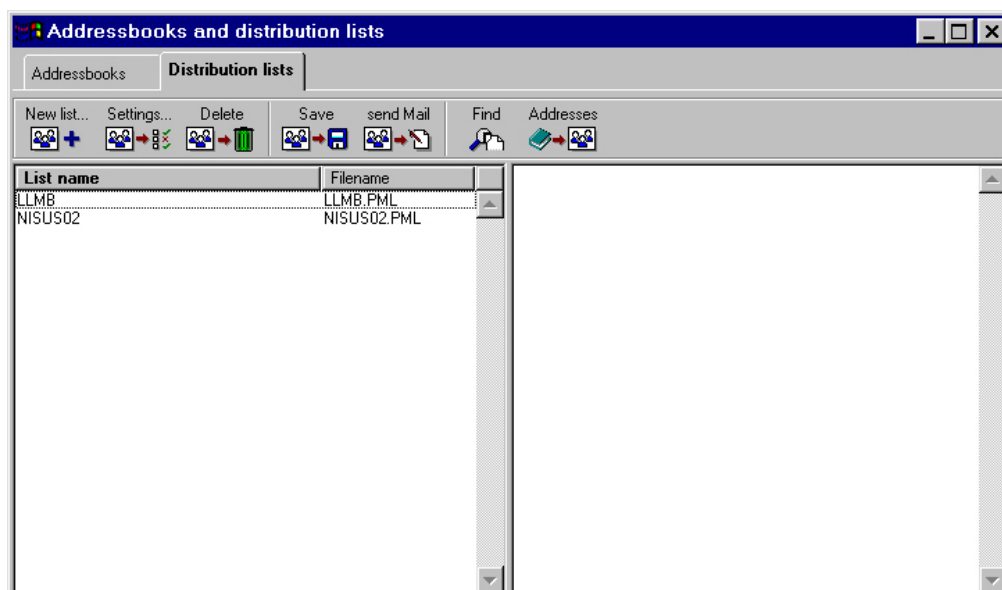 Addressbooks and distribution lists
Addressbooks Distribution lists
New list... Settings... Delete Save send Mail Find Addresses
List name Filename
LLMB LLMB.PML
NISUS02 NISUS02.PML